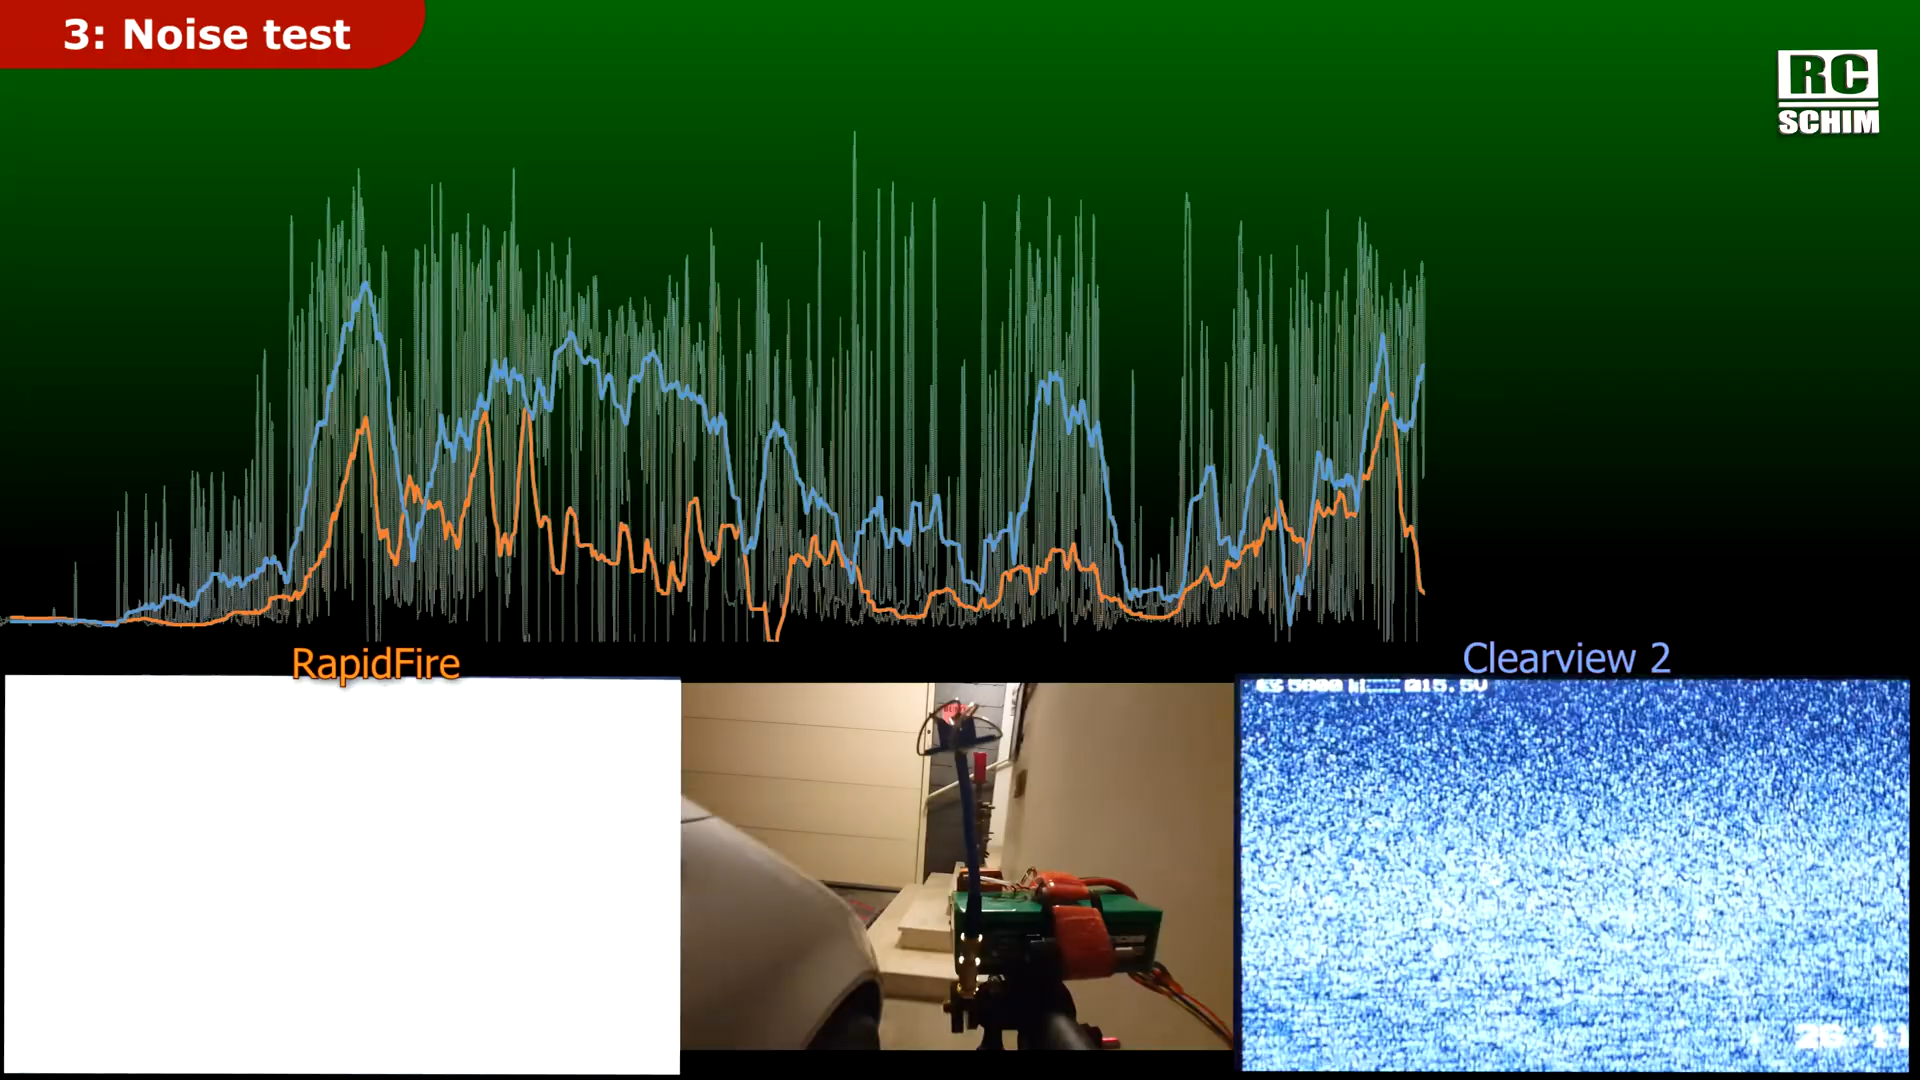 3: Noise test
RC
SCHIM
RapidFire
Clearview 2